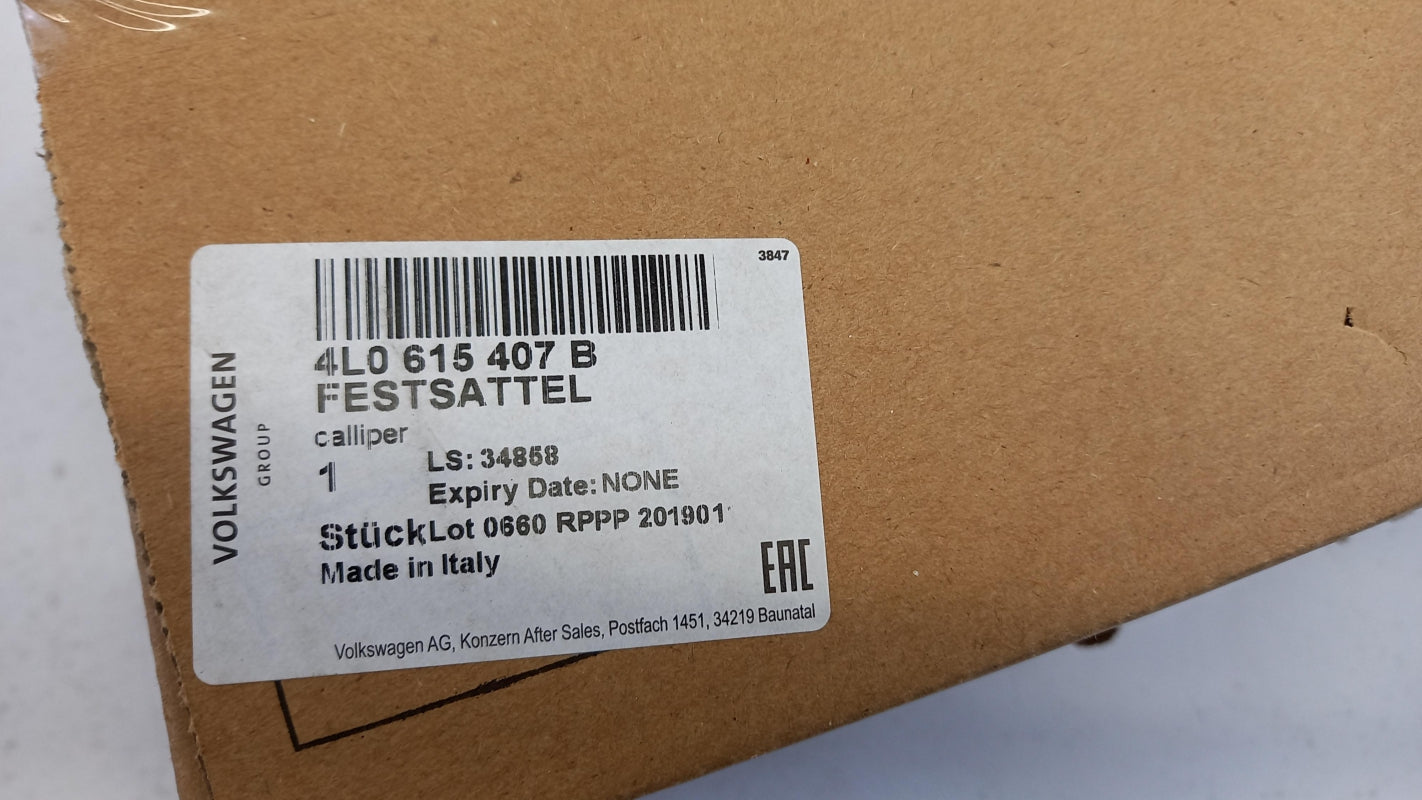 3847
4L0 615 407 B
FESTSATTEL
calliper
1
LS: 34858
Expiry Date: NONE
Stück Lot 0660 RPPP 201901
Made in Italy
EAC
Volkswagen AG, Konzern After Sales, Postfach 1451, 34219 Baunatal
VOLKSWAGEN
GROUP